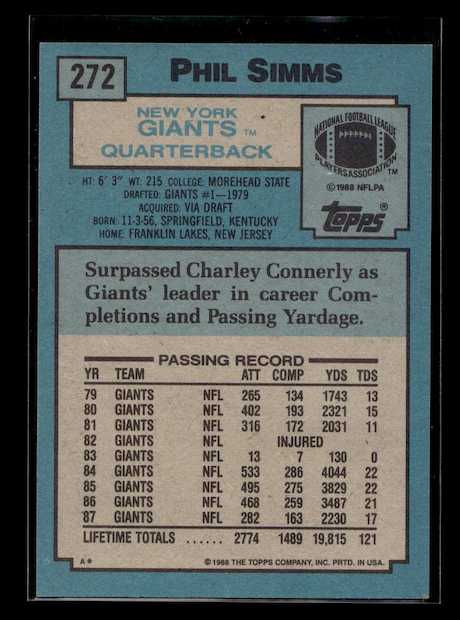 272
PHIL SIMMS
NEW YORK
GIANTS TM
QUARTERBACK
NATIONAL FOOTBALL LEAGUE
PLAYERS ASSOCIATION TM
© 1988 NFLPA
topps®
HT: 6' 3" WT: 215 COLLEGE: MOREHEAD STATE
DRAFTED: GIANTS #1—1979
ACQUIRED: VIA DRAFT
BORN: 11-3-56, SPRINGFIELD, KENTUCKY
HOME: FRANKLIN LAKES, NEW JERSEY
Surpassed Charley Connerly as
Giants' leader in career Com-
pletions and Passing Yardage.
PASSING RECORD
YR TEAM ATT COMP YDS TDS
79 GIANTS NFL 265 134 1743 13
80 GIANTS NFL 402 193 2321 15
81 GIANTS NFL 316 172 2031 11
82 GIANTS NFL INJURED
83 GIANTS NFL 13 7 130 0
84 GIANTS NFL 533 286 4044 22
85 GIANTS NFL 495 275 3829 22
86 GIANTS NFL 468 259 3487 21
87 GIANTS NFL 282 163 2230 17
LIFETIME TOTALS ...... 2774 1489 19,815 121
A* © 1988 THE TOPPS COMPANY, INC. PRTD. IN USA.